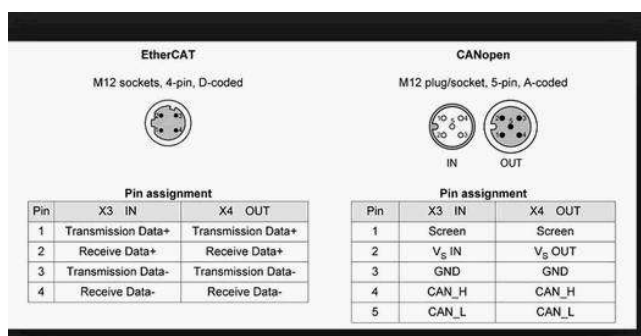 EtherCAT
M12 sockets, 4-pin, D-coded
Pin assignment
Pin X3 IN X4 OUT
1 Transmission Data+ Transmission Data+
2 Receive Data+ Receive Data+
3 Transmission Data- Transmission Data-
4 Receive Data- Receive Data-
CANopen
M12 plug/socket, 5-pin, A-coded
IN OUT
Pin assignment
Pin X3 IN X4 OUT
1 Screen Screen
2 VS IN VS OUT
3 GND GND
4 CAN_H CAN_H
5 CAN_L CAN_L